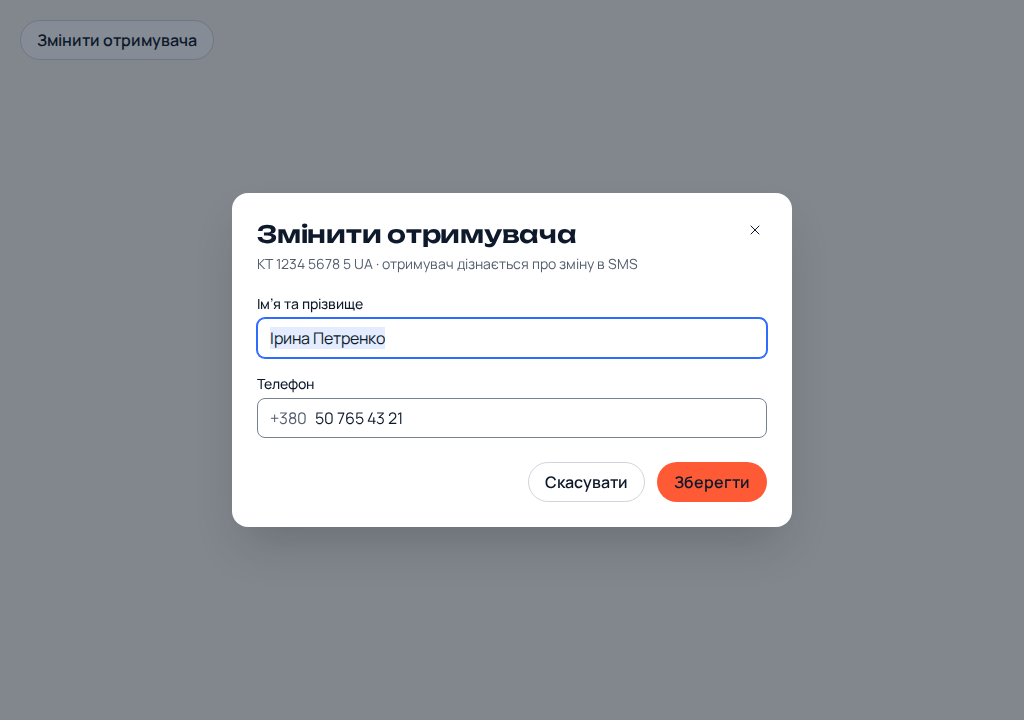 Змінити отримувача
Змінити отримувача
KT 1234 5678 5 UA · отримувач дізнається про зміну в SMS
Ім’я та прізвище
Ірина Петренко
Телефон
+380 50 765 43 21
Скасувати
Зберегти